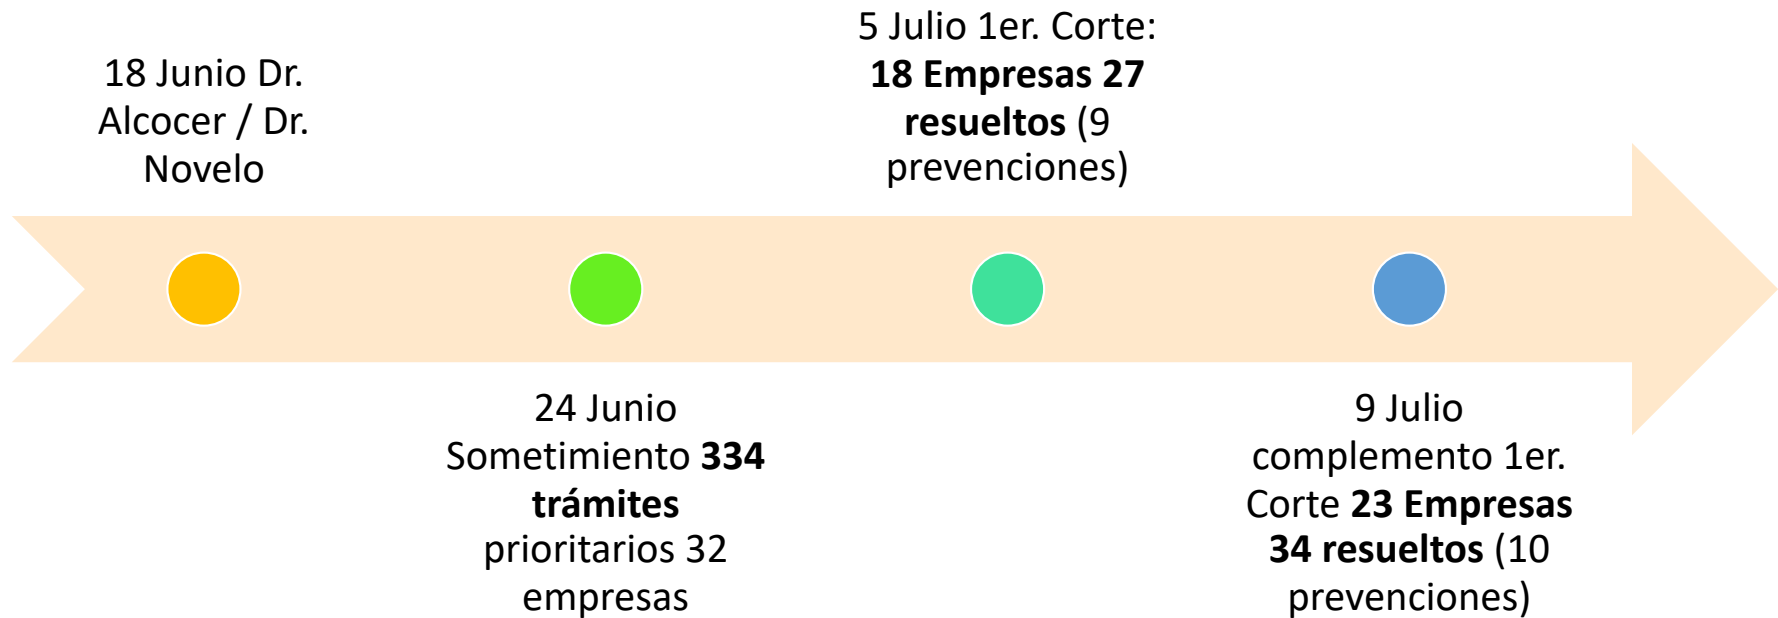 18 Junio Dr.
Alcocer / Dr.
Novelo
24 Junio
Sometimiento 334
trámites
prioritarios 32
empresas
5 Julio 1er. Corte:
18 Empresas 27
resueltos (9
prevenciones)
9 Julio
complemento 1er.
Corte 23 Empresas
34 resueltos (10
prevenciones)